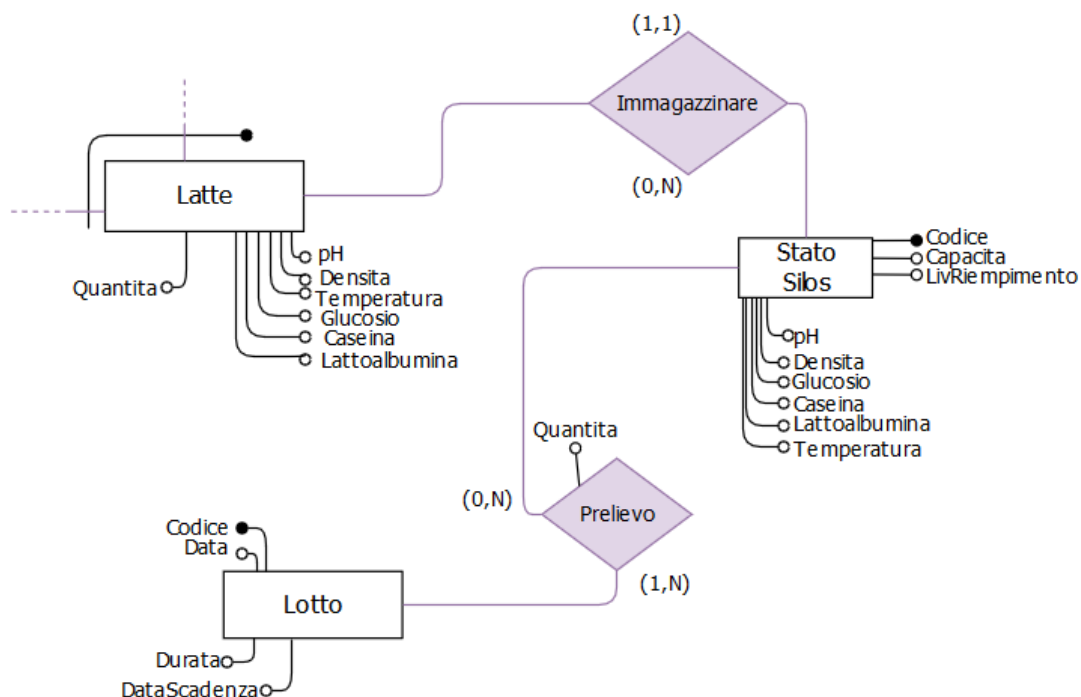 (1,1)
Immagazzinare
(0,N)
Latte
Quantita
pH
Densita
Temperatura
Glucosio
Caseina
Lattoalbumina
Stato
Silos
Codice
Capacita
LivRiempimento
pH
Densita
Glucosio
Caseina
Lattoalbumina
Temperatura
Quantita
(0,N)
Prelievo
(1,N)
Codice
Data
Lotto
Durata
DataScadenza